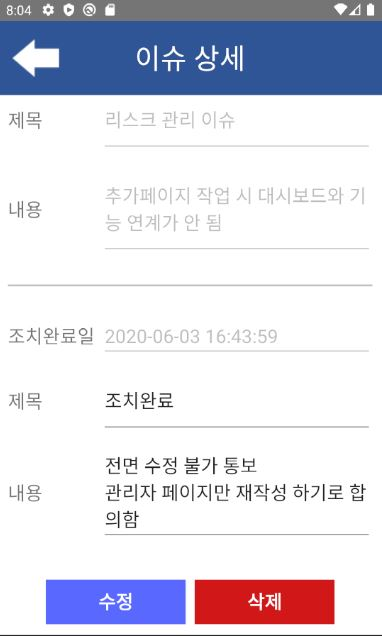 8:04
이슈 상세
제목 리스크 관리 이슈
내용 추가페이지 작업 시 대시보드와 기
능 연계가 안 됨
조치완료일 2020-06-03 16:43:59
제목 조치완료
전면 수정 불가 통보
내용 관리자 페이지만 재작성 하기로 합
의함
수정 삭제